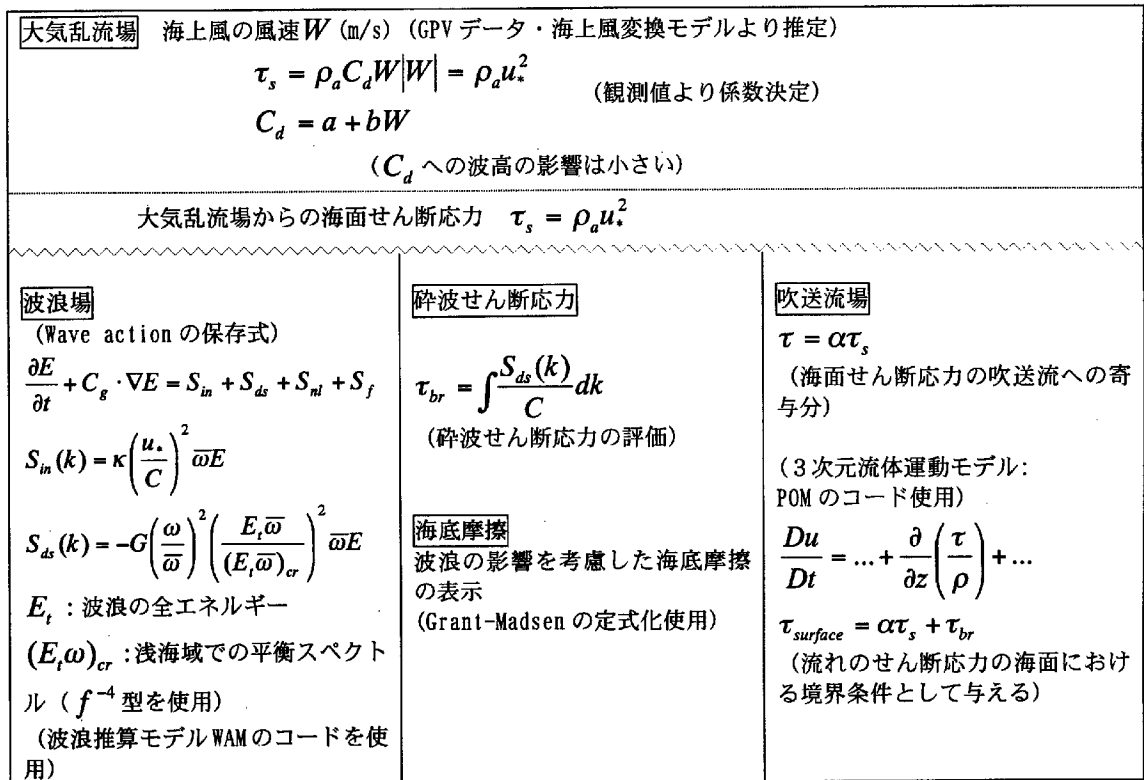 大気乱流場 海上風の風速 W (m/s) (GPV データ・海上風変換モデルより推定)
τ_s = ρ_a C_d W|W| = ρ_a u_*^2
(観測値より係数決定)
C_d = a + bW
(C_d への波高の影響は小さい)
大気乱流場からの海面せん断応力 τ_s = ρ_a u_*^2
波浪場
(Wave action の保存式)
∂E/∂t + C_g · ∇E = S_in + S_ds + S_nl + S_f
S_in(k) = κ(u_*/C)^2 ω̅E
S_ds(k) = -G(ω/ω̅)^2 (E_t ω̅/(E_t ω̅)_cr)^2 ω̅E
E_t : 波浪の全エネルギー
(E_t ω)_cr :浅海域での平衡スペクト
ル ( f^-4 型を使用)
(波浪推算モデル WAM のコードを使
用)
砕波せん断応力
τ_br = ∫ S_ds(k)/C dk
(砕波せん断応力の評価)
海底摩擦
波浪の影響を考慮した海底摩擦
の表示
(Grant-Madsen の定式化使用)
吹送流場
τ = ατ_s
(海面せん断応力の吹送流への寄
与分)
(3次元流体運動モデル:
POM のコード使用)
Du/Dt = ... + ∂/∂z (τ/ρ) + ...
τ_surface = ατ_s + τ_br
(流れのせん断応力の海面におけ
る境界条件として与える)